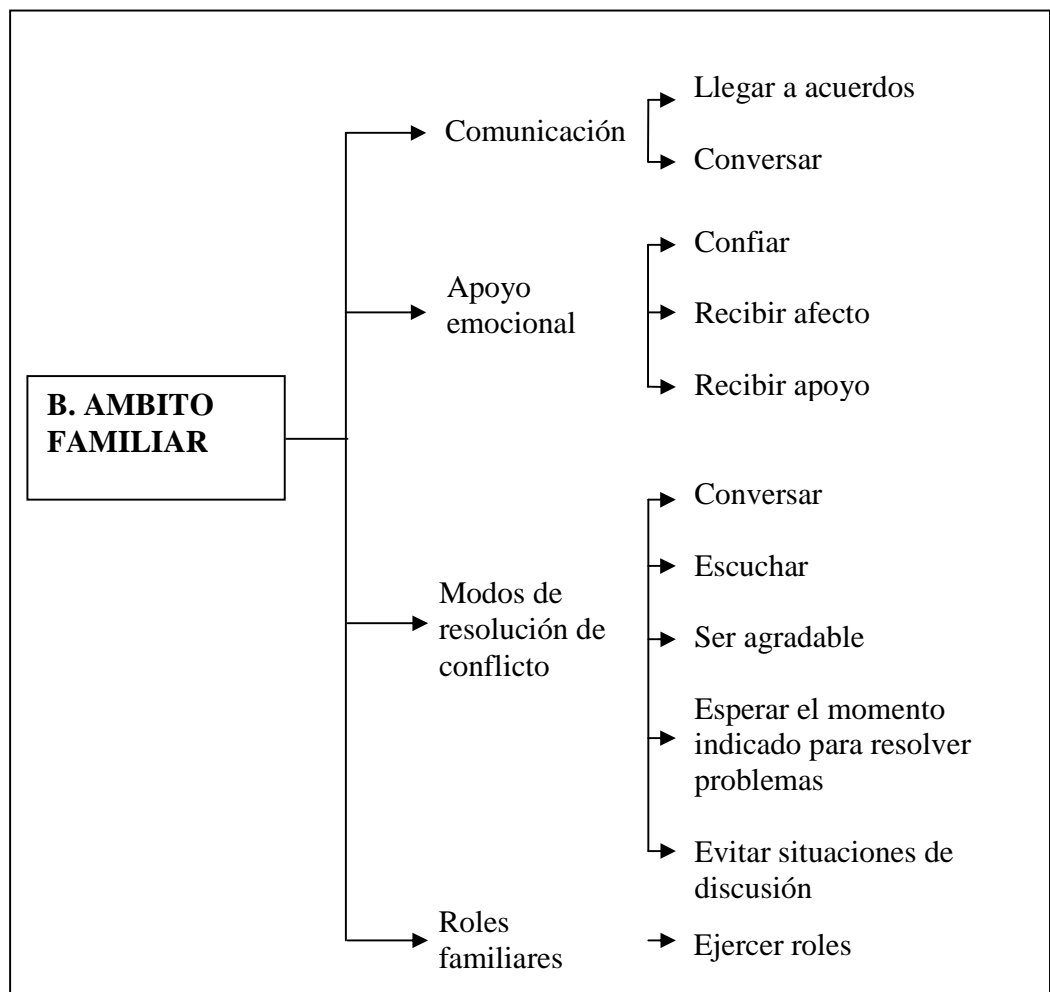 B. AMBITO
FAMILIAR
Comunicación
Llegar a acuerdos
Conversar
Apoyo
emocional
Confiar
Recibir afecto
Recibir apoyo
Modos de
resolución de
conflicto
Conversar
Escuchar
Ser agradable
Esperar el momento
indicado para resolver
problemas
Evitar situaciones de
discusión
Roles
familiares
Ejercer roles